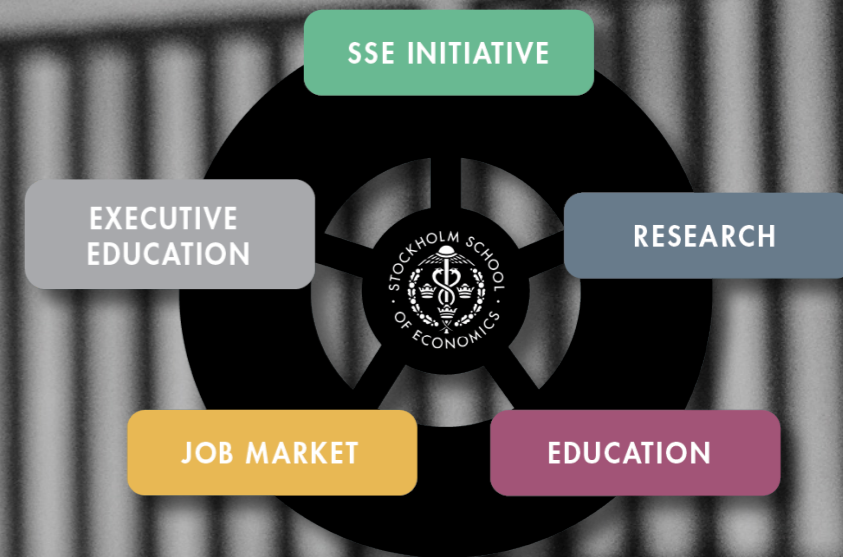 SSE INITIATIVE
EXECUTIVE
EDUCATION
RESEARCH
· STOCKHOLM SCHOOL ·
OF ECONOMICS
JOB MARKET
EDUCATION